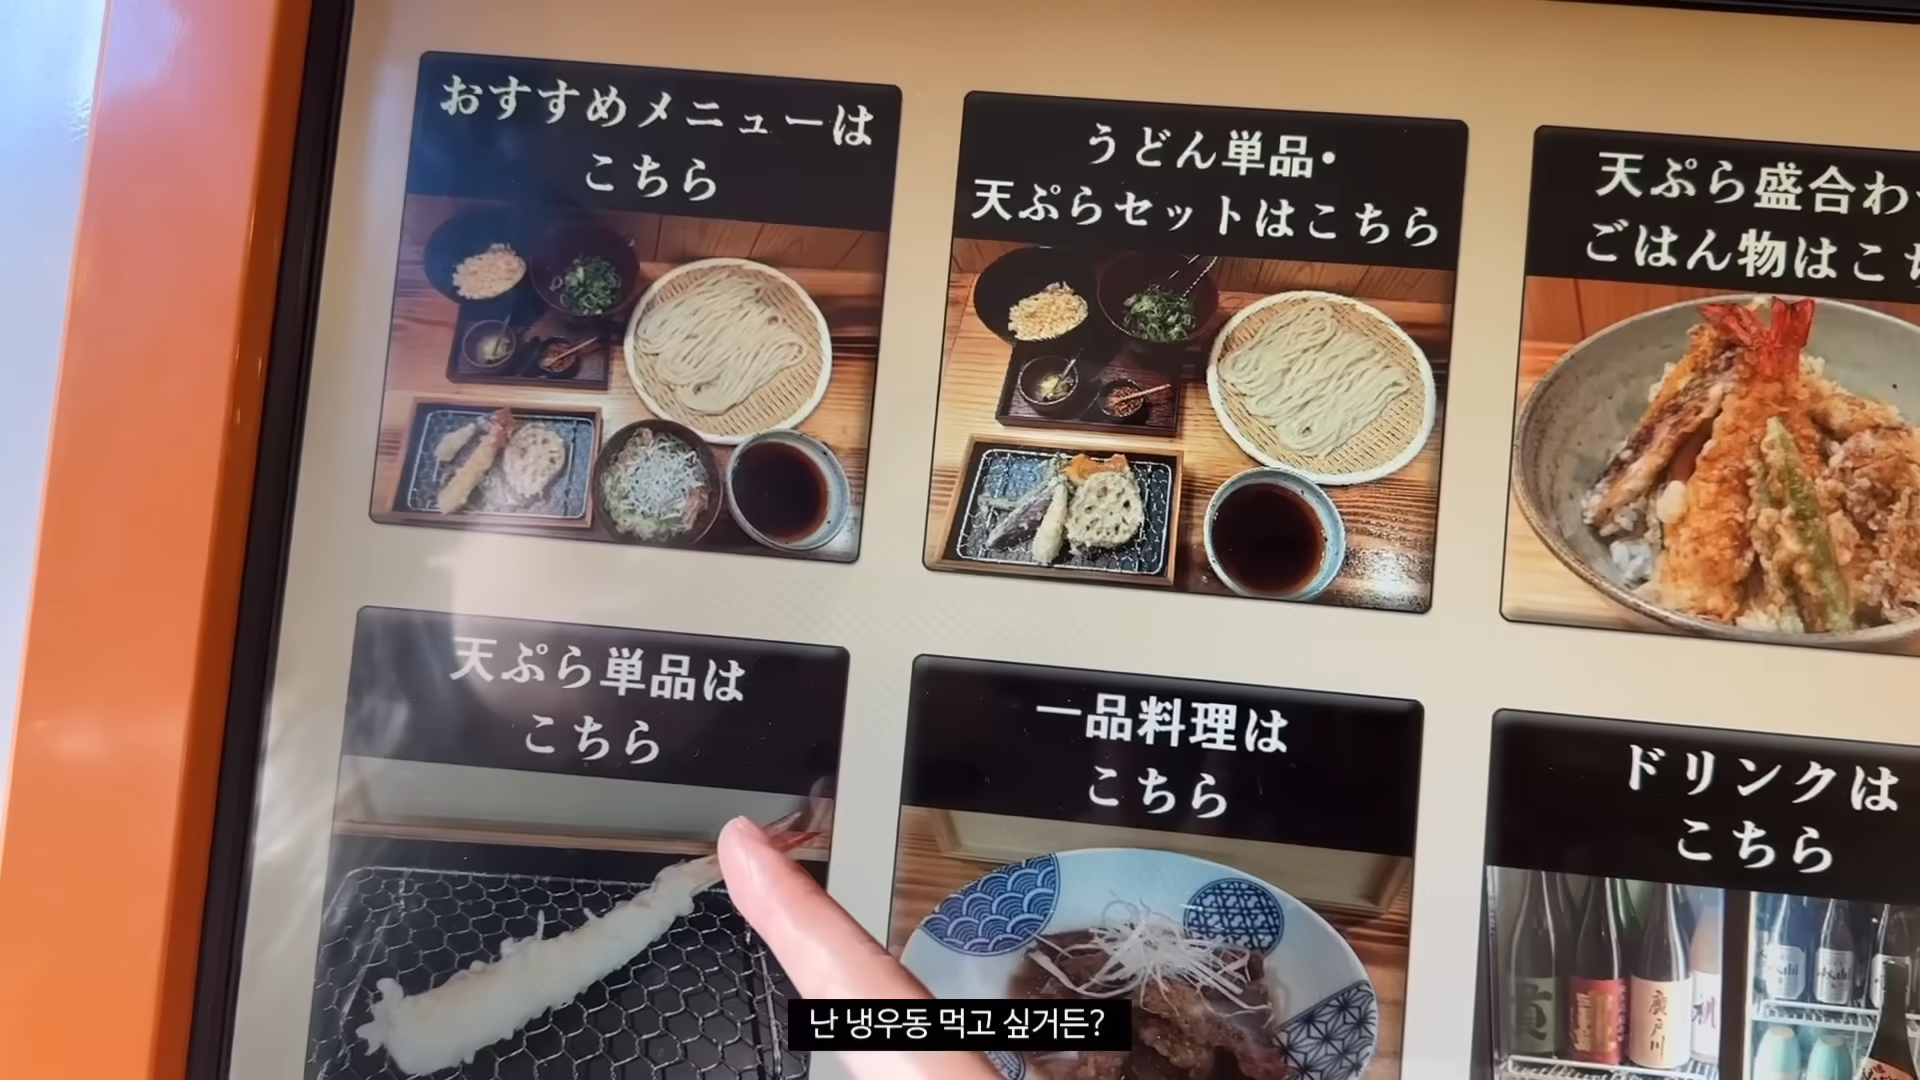 おすすめメニューは
こちら
うどん単品・
天ぷらセットはこちら
天ぷら盛合わ
ごはん物はこ
天ぷら単品は
こちら
一品料理は
こちら
ドリンクは
こちら
Asahi
난 냉우동 먹고 싶거든?